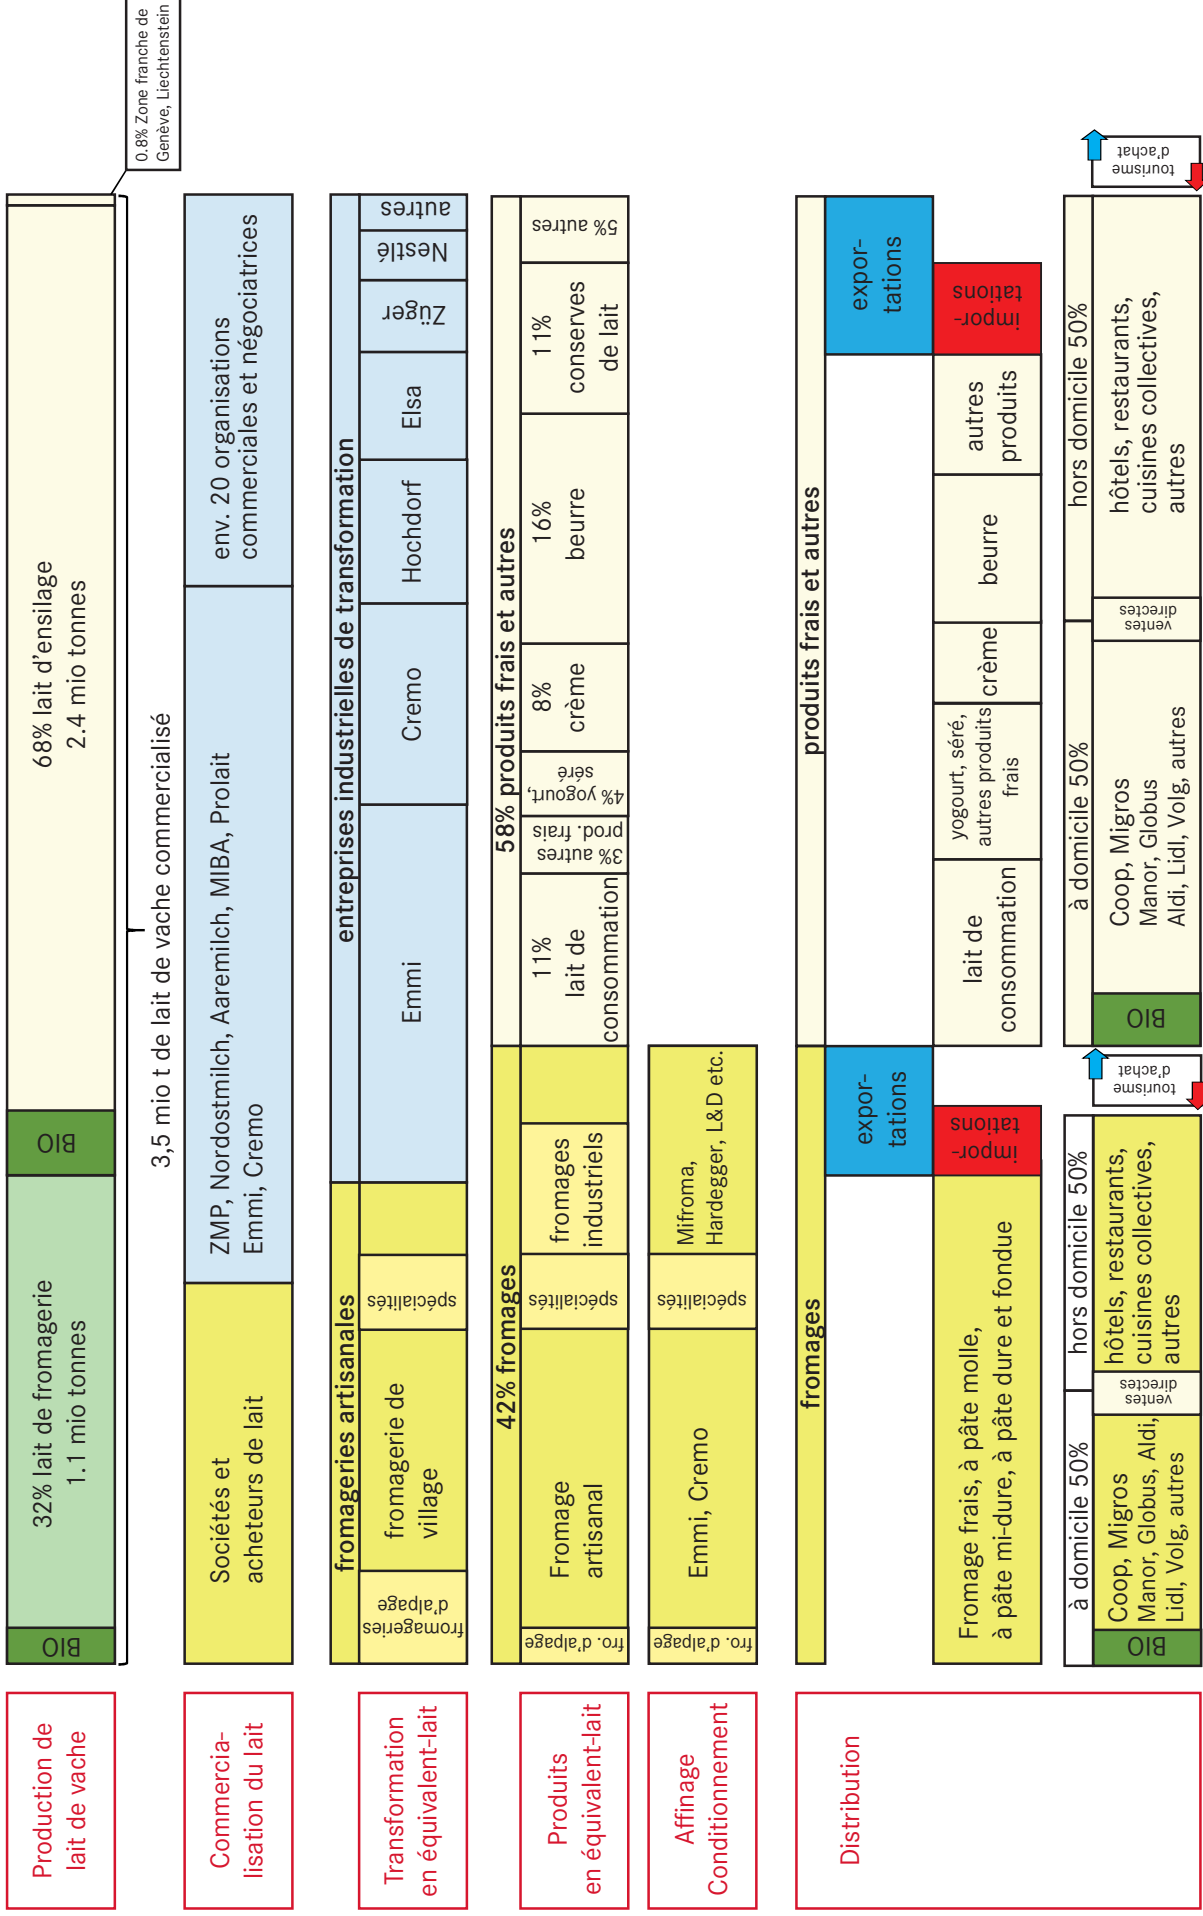 Production de
lait de vache
BIO
32% lait de fromagerie
1.1 mio tonnes
BIO
68% lait d'ensilage
2.4 mio tonnes
0.8% Zone franche de
Genève, Liechtenstein
3,5 mio t de lait de vache commercialisé
Commercia-
lisation du lait
Sociétés et
acheteurs de lait
ZMP, Nordostmilch, Aaremilch, MIBA, Prolait
Emmi, Cremo
env. 20 organisations
commerciales et négociatrices
Transformation
en équivalent-lait
fromageries artisanales
entreprises industrielles de transformation
fromageries
d'alpage
fromagerie de
village
spécialités
Emmi
Cremo
Hochdorf
Elsa
Züger
Nestlé
autres
Produits
en équivalent-lait
42% fromages
58% produits frais et autres
fro. d'alpage
Fromage
artisanal
spécialités
fromages
industriels
11%
lait de
consommation
3% autres
prod. frais
4% yogourt,
séré
8%
crème
16%
beurre
11%
conserves
de lait
5% autres
Affinage
Conditionnement
fro. d'alpage
Emmi, Cremo
spécialités
Mifroma,
Hardegger, L&D etc.
Distribution
fromages
produits frais et autres
expor-
tations
expor-
tations
Fromage frais, à pâte molle,
à pâte mi-dure, à pâte dure et fondue
impor-
tations
lait de
consommation
yogourt, séré,
autres produits
frais
crème
beurre
autres
produits
impor-
tations
à domicile 50%
hors domicile 50%
à domicile 50%
hors domicile 50%
BIO
Coop, Migros
Manor, Globus, Aldi,
Lidl, Volg, autres
ventes
directes
hôtels, restaurants,
cuisines collectives,
autres
tourisme
d'achat
BIO
Coop, Migros
Manor, Globus
Aldi, Lidl, Volg, autres
ventes
directes
hôtels, restaurants,
cuisines collectives,
autres
tourisme
d'achat